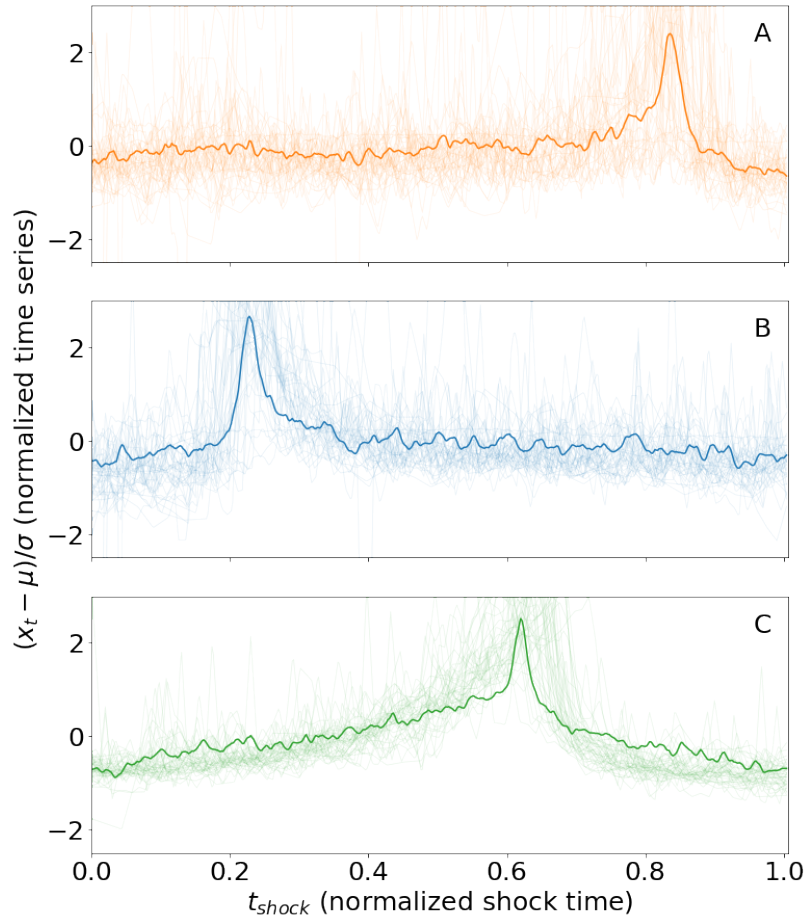 A
2
0
−2
B
2
0
−2
C
2
0
−2
(x_t − μ)/σ (normalized time series)
0.0 0.2 0.4 0.6 0.8 1.0
t_shock (normalized shock time)